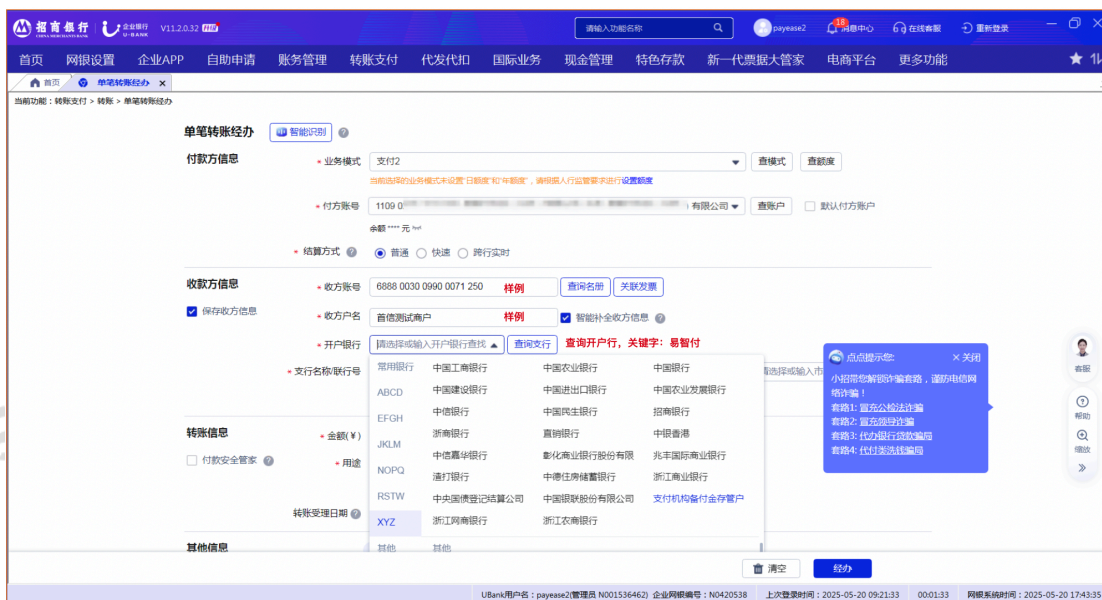 招商银行 企业银行 U-BANK V11.2.0.32 请输入功能名称 payease2 18 消息中心 在线客服 重新登录
CHINA MERCHANTS BANK
首页 网银设置 企业APP 自助申请 账务管理 转账支付 代发代扣 国际业务 现金管理 特色存款 新一代票据大管家 电商平台 更多功能
首页 单笔转账经办 ×
当前功能：转账支付 > 转账 > 单笔转账经办
单笔转账经办 智能识别 ?
付款方信息 * 业务模式 支付2 查模式 查额度
当前选择的业务模式未设置"日额度"和"年额度"，请根据人行监管要求进行设置额度
* 付方账号 1109 0 有限公司 查账户 默认付方账户
余额 **** 元
* 结算方式 ? 普通 快速 跨行实时
收款方信息 * 收方账号 6888 0030 0990 0071 250 样例 查询名册 关联发票
保存收方信息
* 收方户名 首信测试商户 样例 智能补全收方信息 ?
* 开户银行 请选择或输入开户银行查找 查询支行 查询开户行，关键字：易智付
* 支行名称/联行号 请选择或输入市
常用银行 中国工商银行 中国农业银行 中国银行
ABCD 中国建设银行 中国进出口银行 中国农业发展银行
EFGH 中信银行 中国民生银行 招商银行
JKLM 浙商银行 直销银行 中银香港
中信嘉华银行 彰化商业银行股份有限 兆丰国际商业银行
NOPQ 渣打银行 中德住房储蓄银行 浙江商业银行
RSTW 中央国债登记结算公司 中国银联股份有限公司 支付机构备付金存管户
XYZ 浙江网商银行 浙江农商银行
其他 其他
转账信息 * 金额(￥)
付款安全管家 ? * 用途
转账受理日期 ?
其他信息
点点提示您: × 关闭
小招带您解锁诈骗套路，谨防电信网
络诈骗！
套路1: 冒充公检法诈骗
套路2: 冒充领导诈骗
套路3: 代办银行贷款骗局
套路4: 代付类洗钱骗局
客服
帮助
缩放
清空 经办
UBank用户名：payease2(管理员 N001536462) 企业网银编号：N0420538 上次登录时间：2025-05-20 09:21:33 00:01:33 网银系统时间：2025-05-20 17:43:35